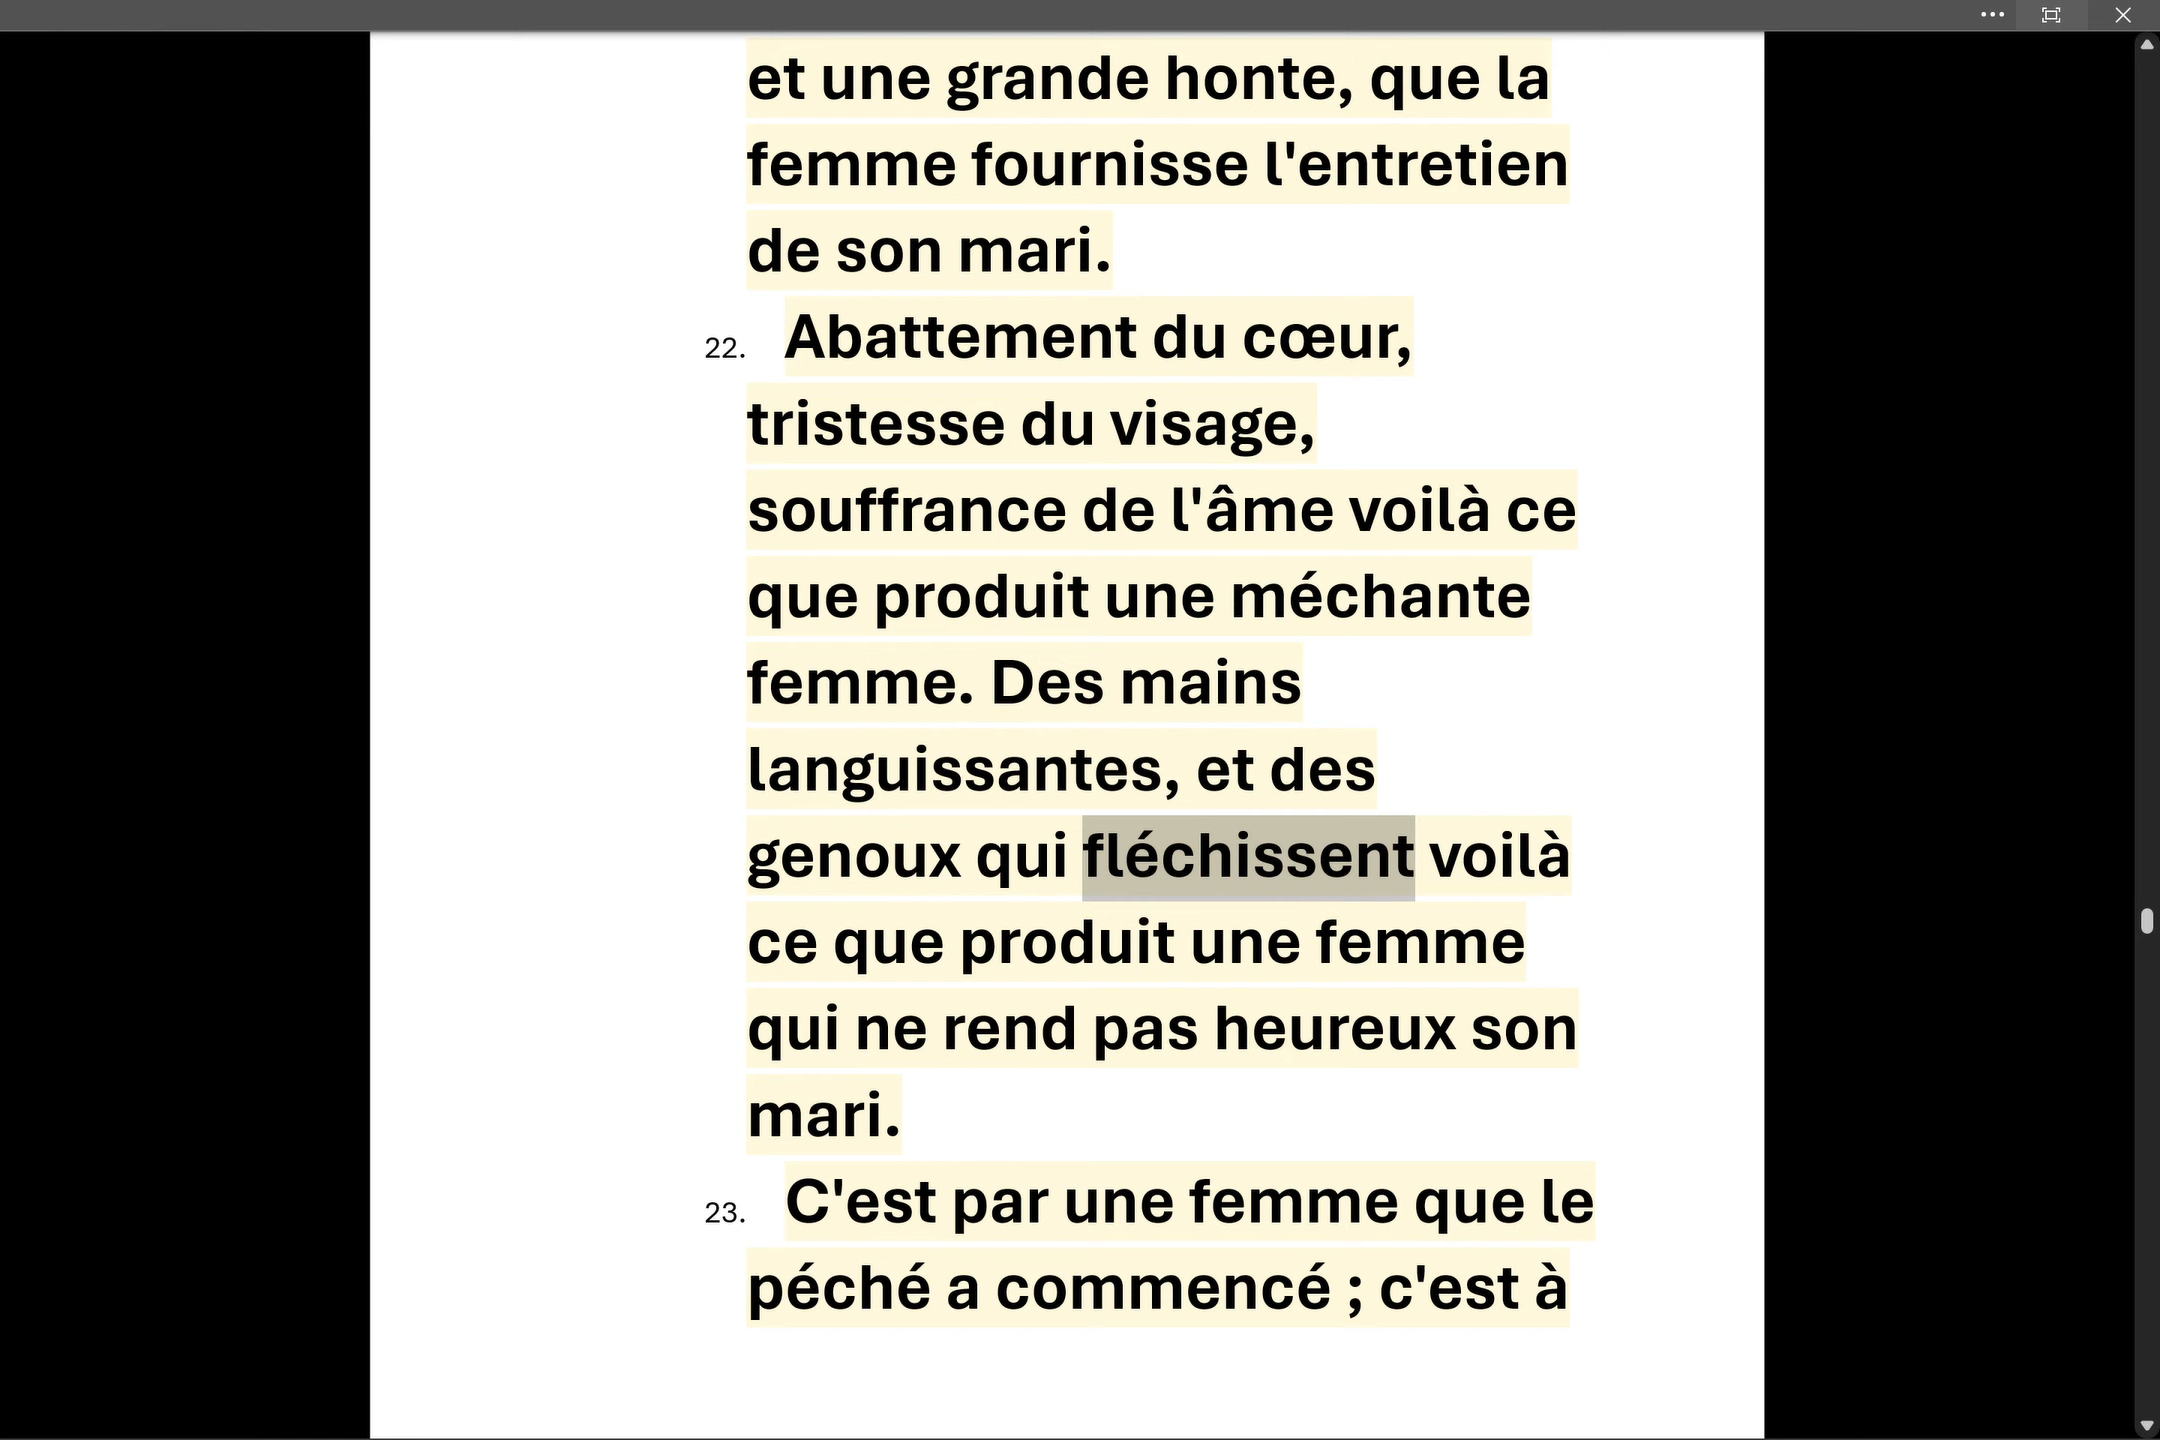 et une grande honte, que la
femme fournisse l'entretien
de son mari.
22. Abattement du cœur,
tristesse du visage,
souffrance de l'âme voilà ce
que produit une méchante
femme. Des mains
languissantes, et des
genoux qui fléchissent voilà
ce que produit une femme
qui ne rend pas heureux son
mari.
23. C'est par une femme que le
péché a commencé ; c'est à